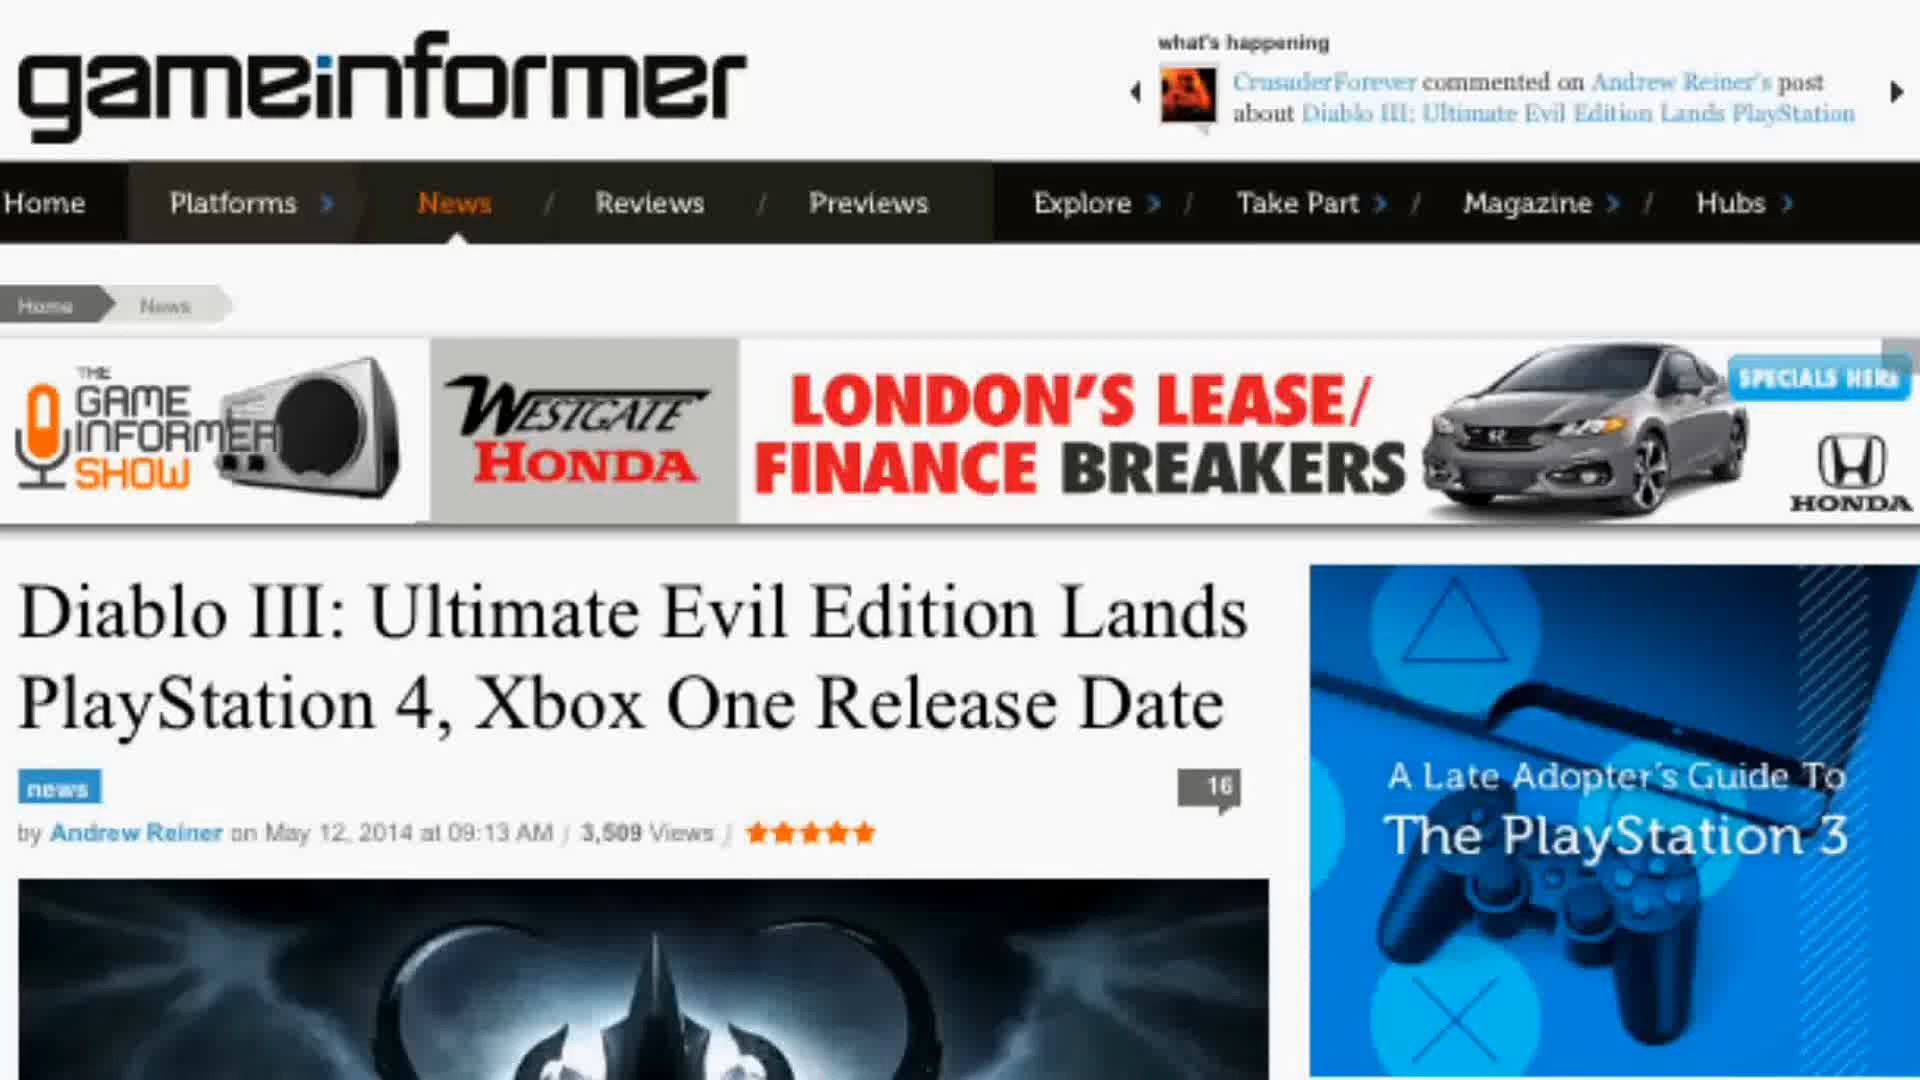 gameinformer
what's happening
CrusaderForever commented on Andrew Reiner's post
about Diablo III: Ultimate Evil Edition Lands PlayStation
Home Platforms News / Reviews / Previews Explore / Take Part / Magazine / Hubs
Home News
THE
GAME
INFORMER
SHOW
WESTGATE
HONDA
LONDON'S LEASE/
FINANCE BREAKERS
SPECIALS HERE
HONDA
Diablo III: Ultimate Evil Edition Lands
PlayStation 4, Xbox One Release Date
news
16
by Andrew Reiner on May 12, 2014 at 09:13 AM / 3,509 Views /
A Late Adopter's Guide To
The PlayStation 3